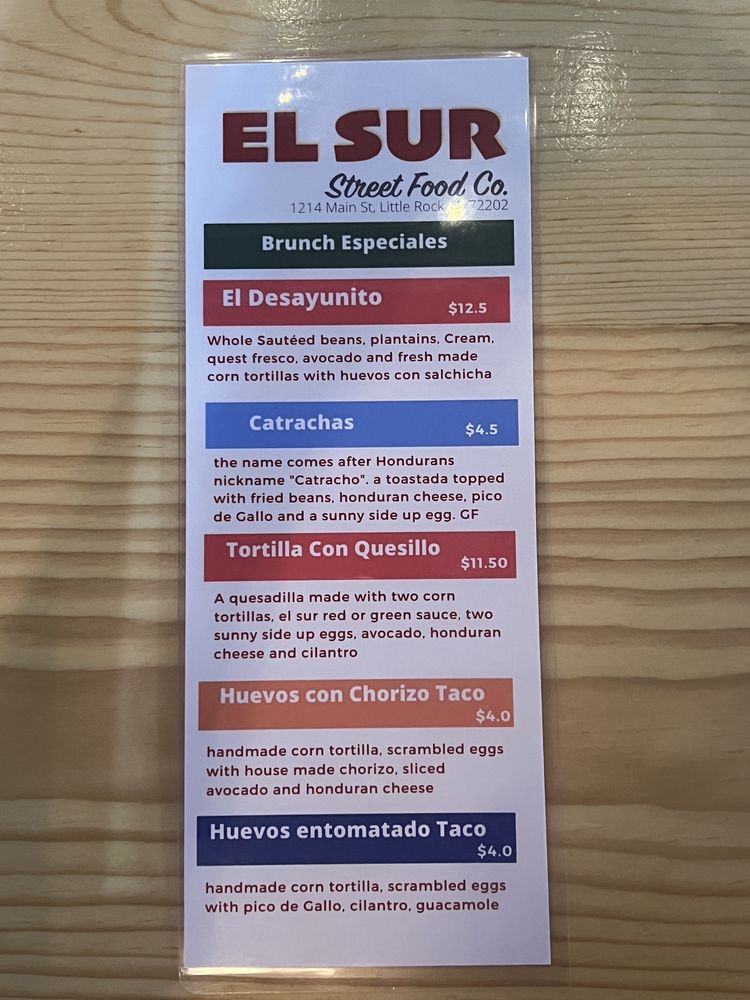 EL SUR
Street Food Co.
1214 Main St, Little Rock 72202
Brunch Especiales
El Desayunito
$12.5
Whole Sautéed beans, plantains, Cream,
quest fresco, avocado and fresh made
corn tortillas with huevos con salchicha
Catrachas
$4.5
the name comes after Hondurans
nickname "Catracho". a toastada topped
with fried beans, honduran cheese, pico
de Gallo and a sunny side up egg. GF
Tortilla Con Quesillo
$11.50
A quesadilla made with two corn
tortillas, el sur red or green sauce, two
sunny side up eggs, avocado, honduran
cheese and cilantro
Huevos con Chorizo Taco
$4.0
handmade corn tortilla, scrambled eggs
with house made chorizo, sliced
avocado and honduran cheese
Huevos entomatado Taco
$4.0
handmade corn tortilla, scrambled eggs
with pico de Gallo, cilantro, guacamole